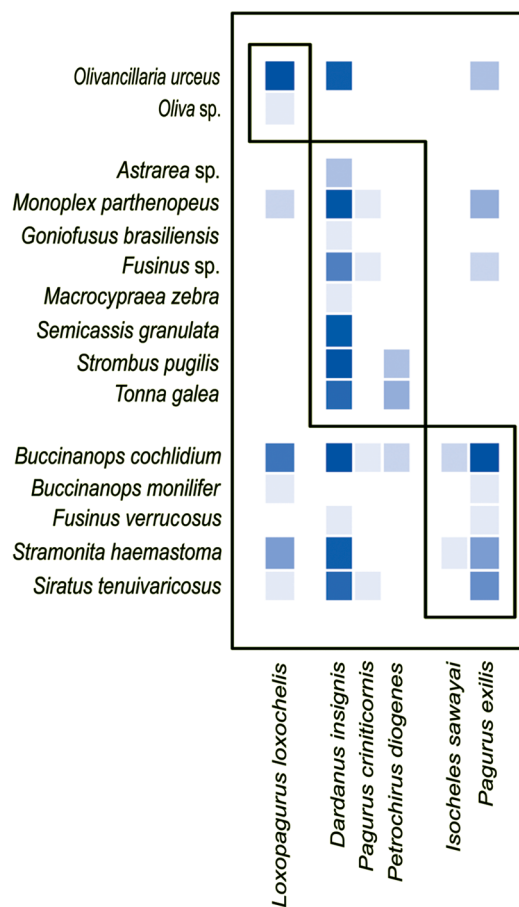 Olivancillaria urceus
Oliva sp.
Astrarea sp.
Monoplex parthenopeus
Goniofusus brasiliensis
Fusinus sp.
Macrocypraea zebra
Semicassis granulata
Strombus pugilis
Tonna galea
Buccinanops cochlidium
Buccinanops monilifer
Fusinus verrucosus
Stramonita haemastoma
Siratus tenuivaricosus
Loxopagurus loxochelis
Dardanus insignis
Pagurus criniticornis
Petrochirus diogenes
Isocheles sawayai
Pagurus exilis